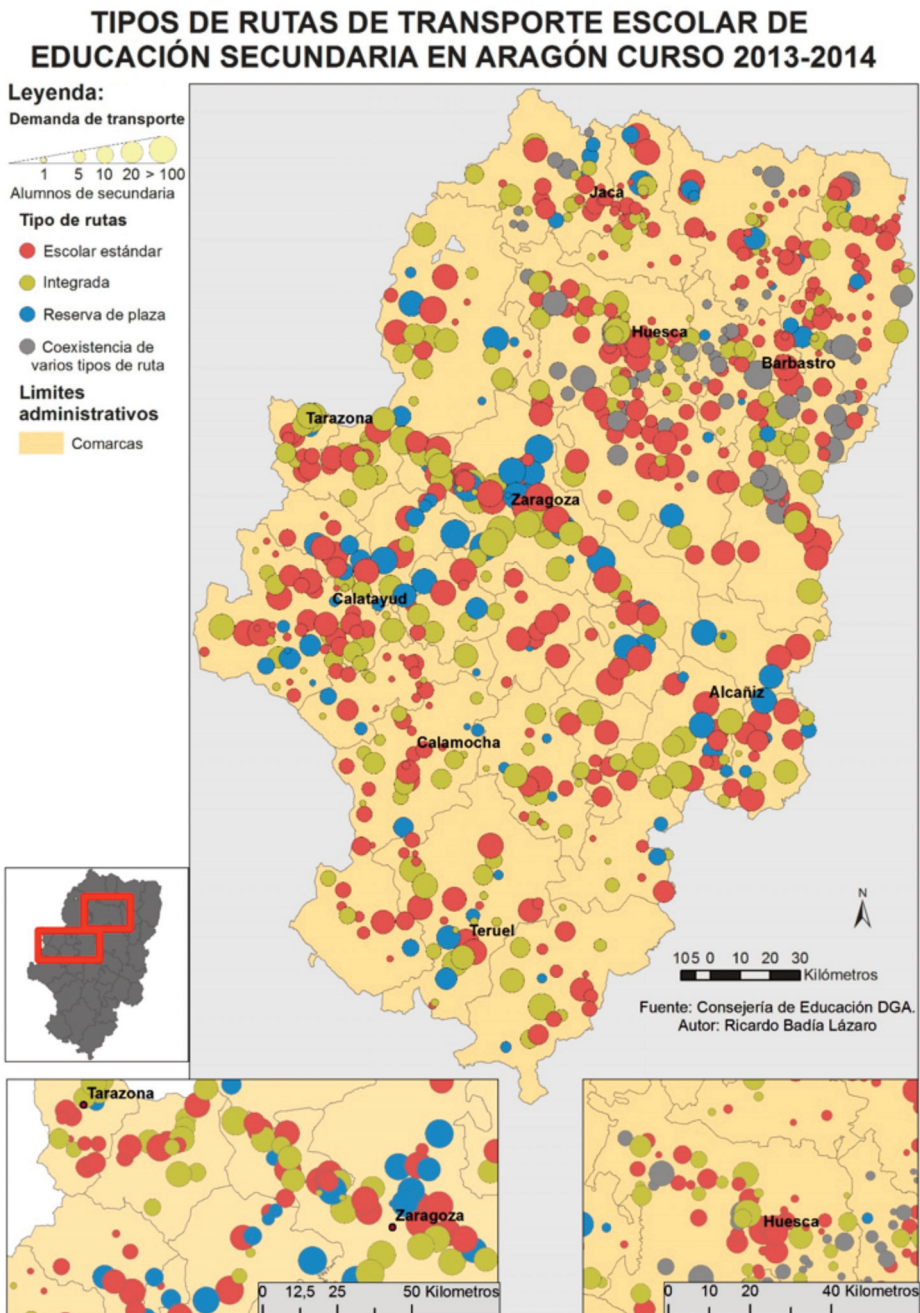 TIPOS DE RUTAS DE TRANSPORTE ESCOLAR DE
EDUCACIÓN SECUNDARIA EN ARAGÓN CURSO 2013-2014
Leyenda:
Demanda de transporte
1 5 10 20 > 100
Alumnos de secundaria
Tipo de rutas
Escolar estándar
Integrada
Reserva de plaza
Coexistencia de
varios tipos de ruta
Limites
administrativos
Comarcas
Jaca
Huesca
Barbastro
Tarazona
Zaragoza
Calatayud
Alcañiz
Calamocha
Teruel
N
105 0 10 20 30
Kilómetros
Fuente: Consejería de Educación DGA.
Autor: Ricardo Badía Lázaro
Tarazona
Zaragoza
0 12,5 25 50 Kilometros
Huesca
0 10 20 40 Kilometros